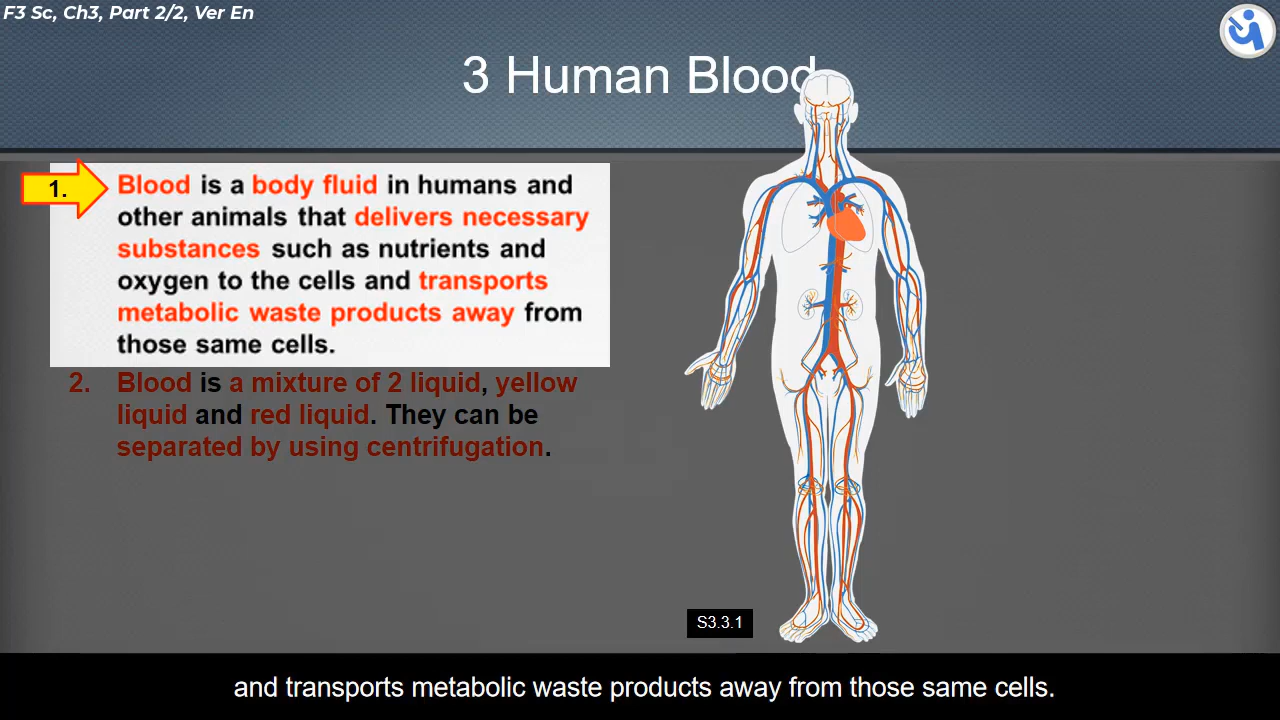 F3 Sc, Ch3, Part 2/2, Ver En
3 Human Blood
1. Blood is a body fluid in humans and
other animals that delivers necessary
substances such as nutrients and
oxygen to the cells and transports
metabolic waste products away from
those same cells.
2. Blood is a mixture of 2 liquid, yellow
liquid and red liquid. They can be
separated by using centrifugation.
S3.3.1
and transports metabolic waste products away from those same cells.